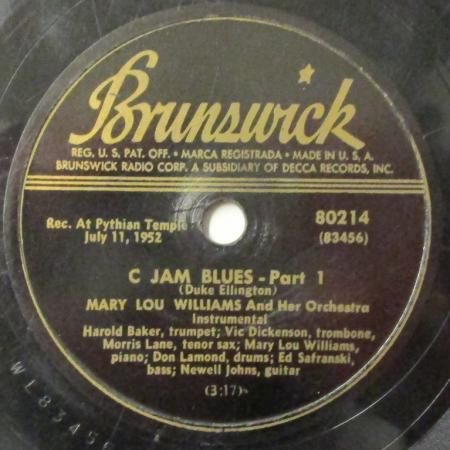 Brunswick
REG. U. S. PAT. OFF. • MARCA REGISTRADA • MADE IN U. S. A.
BRUNSWICK RADIO CORP. A SUBSIDIARY OF DECCA RECORDS, INC.
Rec. At Pythian Temple
July 11, 1952
80214
(83456)
C JAM BLUES - Part 1
(Duke Ellington)
MARY LOU WILLIAMS And Her Orchestra
Instrumental
Harold Baker, trumpet; Vic Dickenson, trombone,
Morris Lane, tenor sax; Mary Lou Williams,
piano; Don Lamond, drums; Ed Safranski,
bass; Newell Johns, guitar
(3:17)